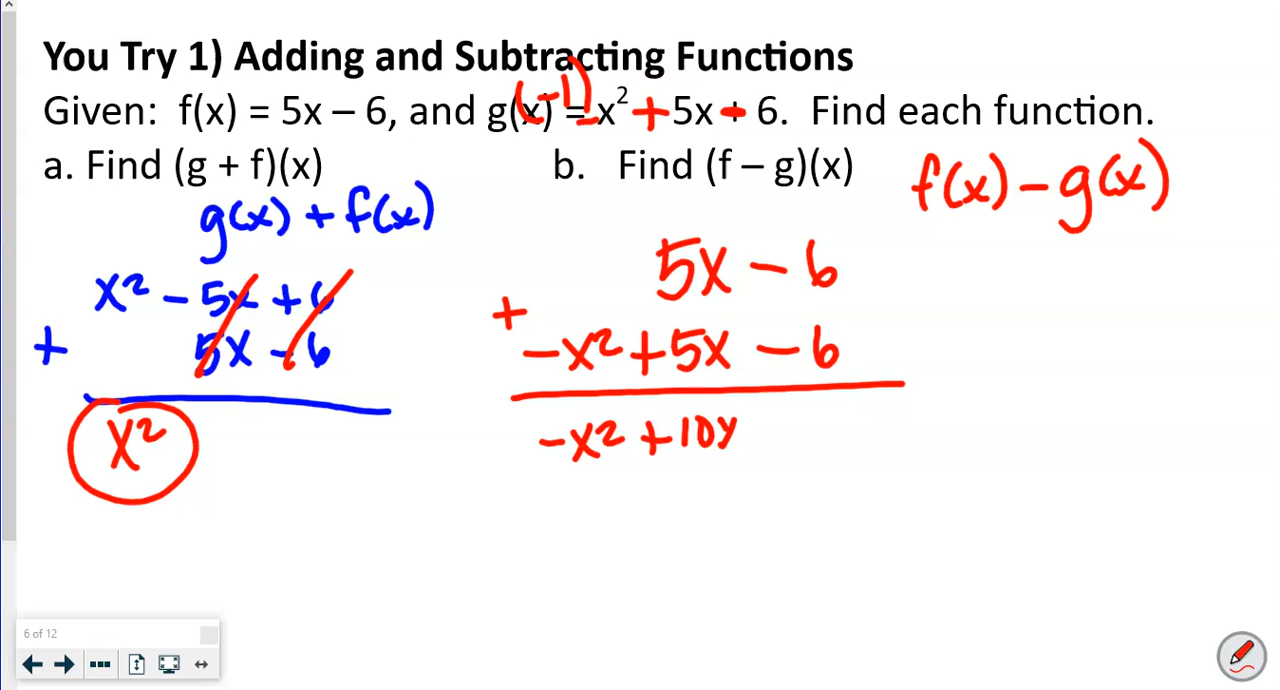 You Try 1) Adding and Subtracting Functions
(-1) -
Given: f(x) = 5x – 6, and g(x) = x² + 5x - 6. Find each function.
a. Find (g + f)(x)
b. Find (f – g)(x)
f(x) - g(x)
g(x) + f(x)
x² - 5x + 6
+ 5x - 6
x²
5x - 6
+ -x² + 5x - 6
-x² + 10x
6 of 12